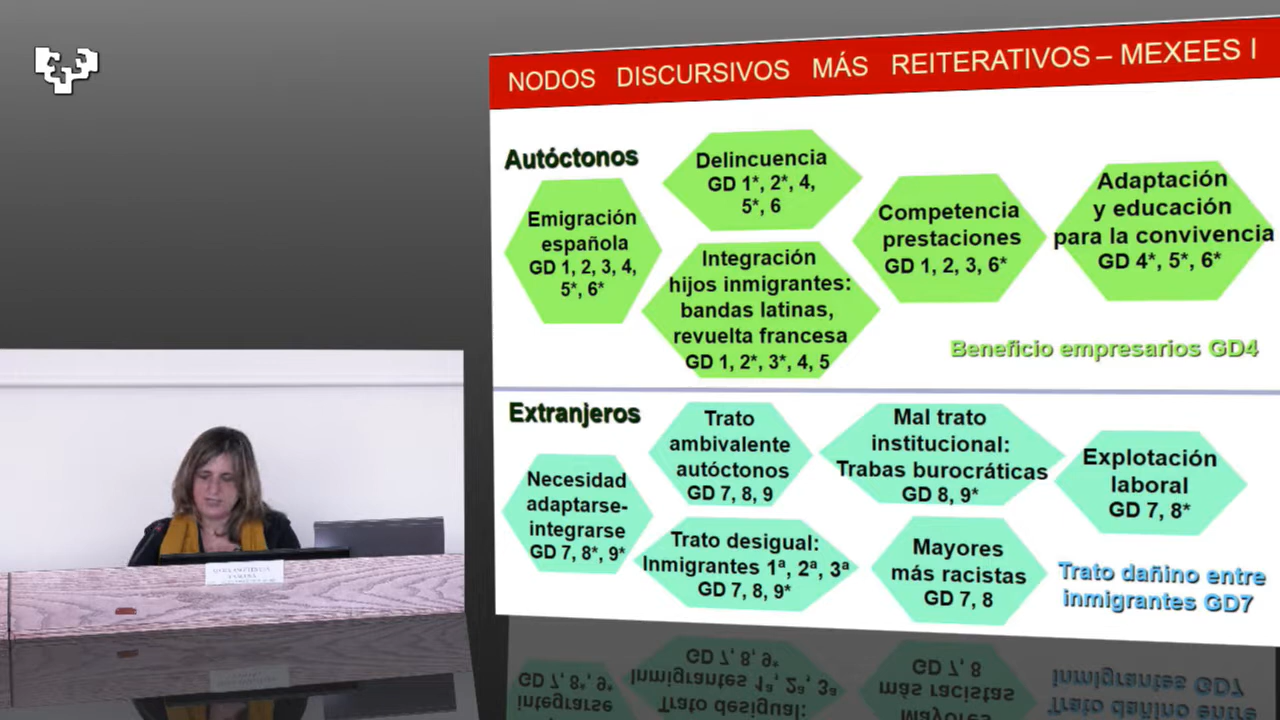 NODOS DISCURSIVOS MÁS REITERATIVOS – MEXEES I
Autóctonos
Emigración
española
GD 1, 2, 3, 4,
5*, 6*
Delincuencia
GD 1*, 2*, 4,
5*, 6
Integración
hijos inmigrantes:
bandas latinas,
revuelta francesa
GD 1, 2*, 3*, 4, 5
Competencia
prestaciones
GD 1, 2, 3, 6*
Adaptación
y educación
para la convivencia
GD 4*, 5*, 6*
Beneficio empresarios GD4
Extranjeros
Necesidad
adaptarse-
integrarse
GD 7, 8*, 9*
Trato
ambivalente
autóctonos
GD 7, 8, 9
Trato desigual:
Inmigrantes 1ª, 2ª, 3ª
GD 7, 8, 9*
Mal trato
institucional:
Trabas burocráticas
GD 8, 9*
Mayores
más racistas
GD 7, 8
Explotación
laboral
GD 7, 8*
Trato dañino entre
inmigrantes GD7